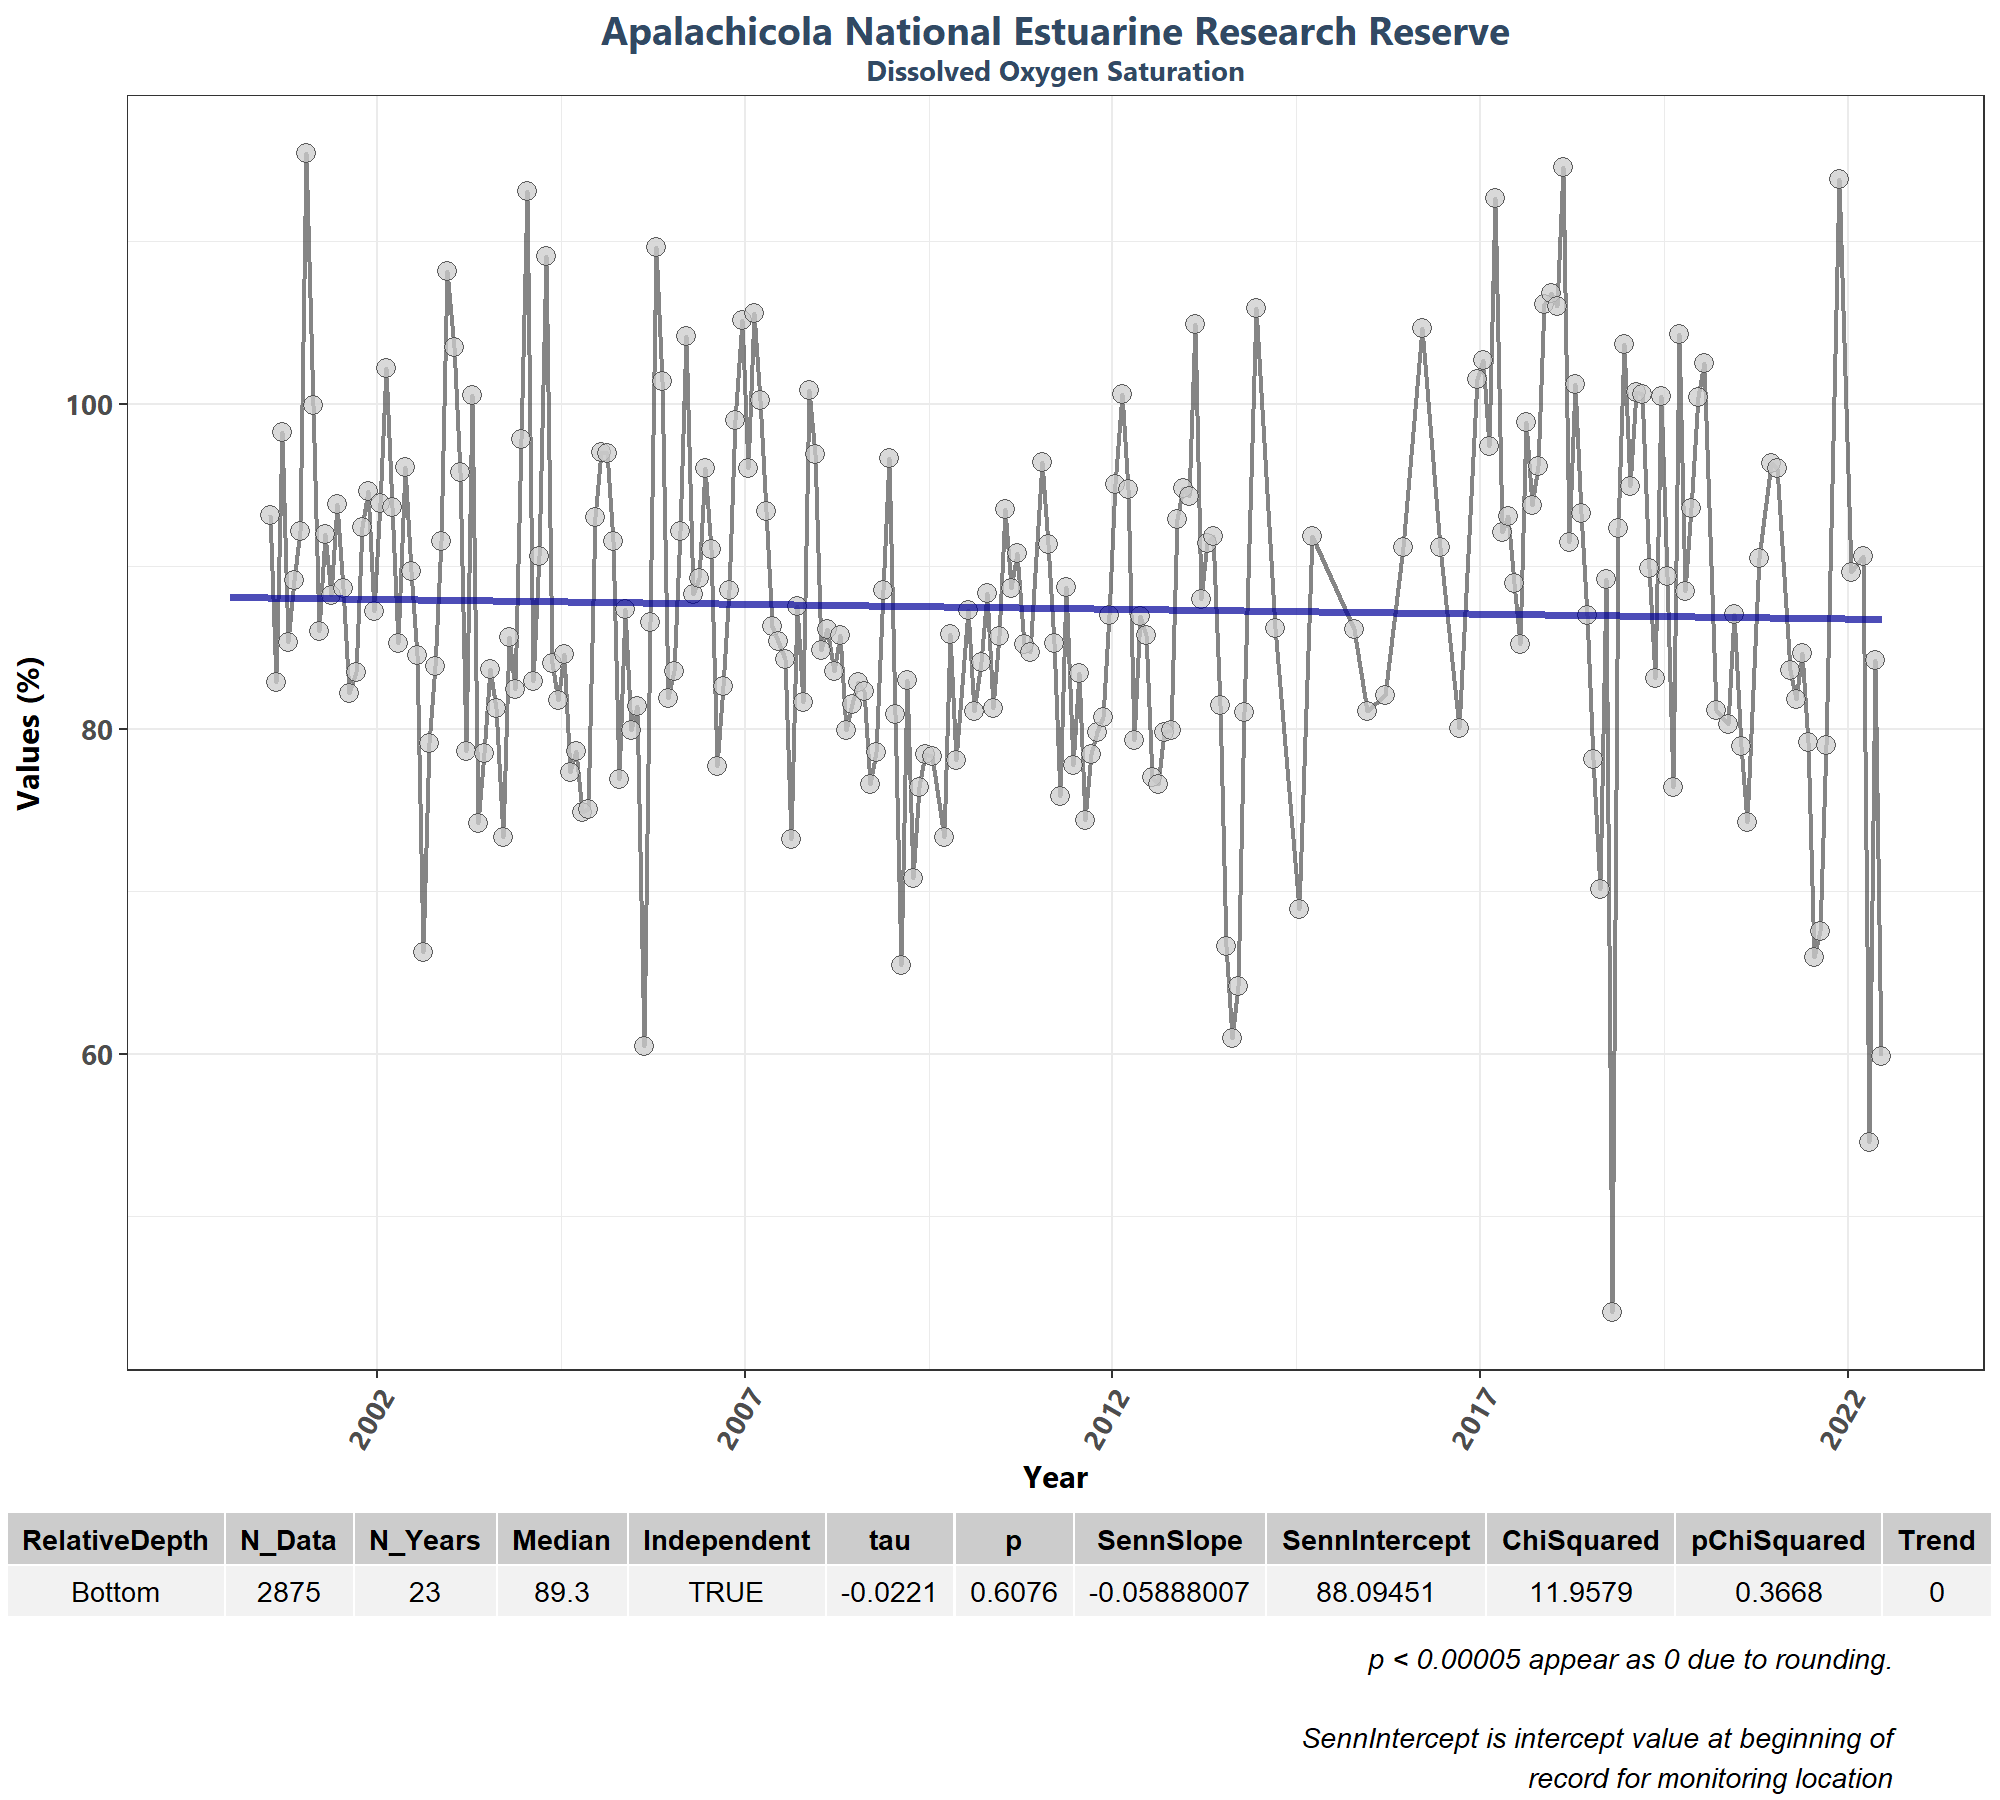 Apalachicola National Estuarine Research Reserve
Dissolved Oxygen Saturation
Values (%)
100
80
60
2002
2007
2012
2017
2022
Year
RelativeDepth N_Data N_Years Median Independent tau p SennSlope SennIntercept ChiSquared pChiSquared Trend
Bottom 2875 23 89.3 TRUE -0.0221 0.6076 -0.05888007 88.09451 11.9579 0.3668 0
p < 0.00005 appear as 0 due to rounding.
SennIntercept is intercept value at beginning of
record for monitoring location